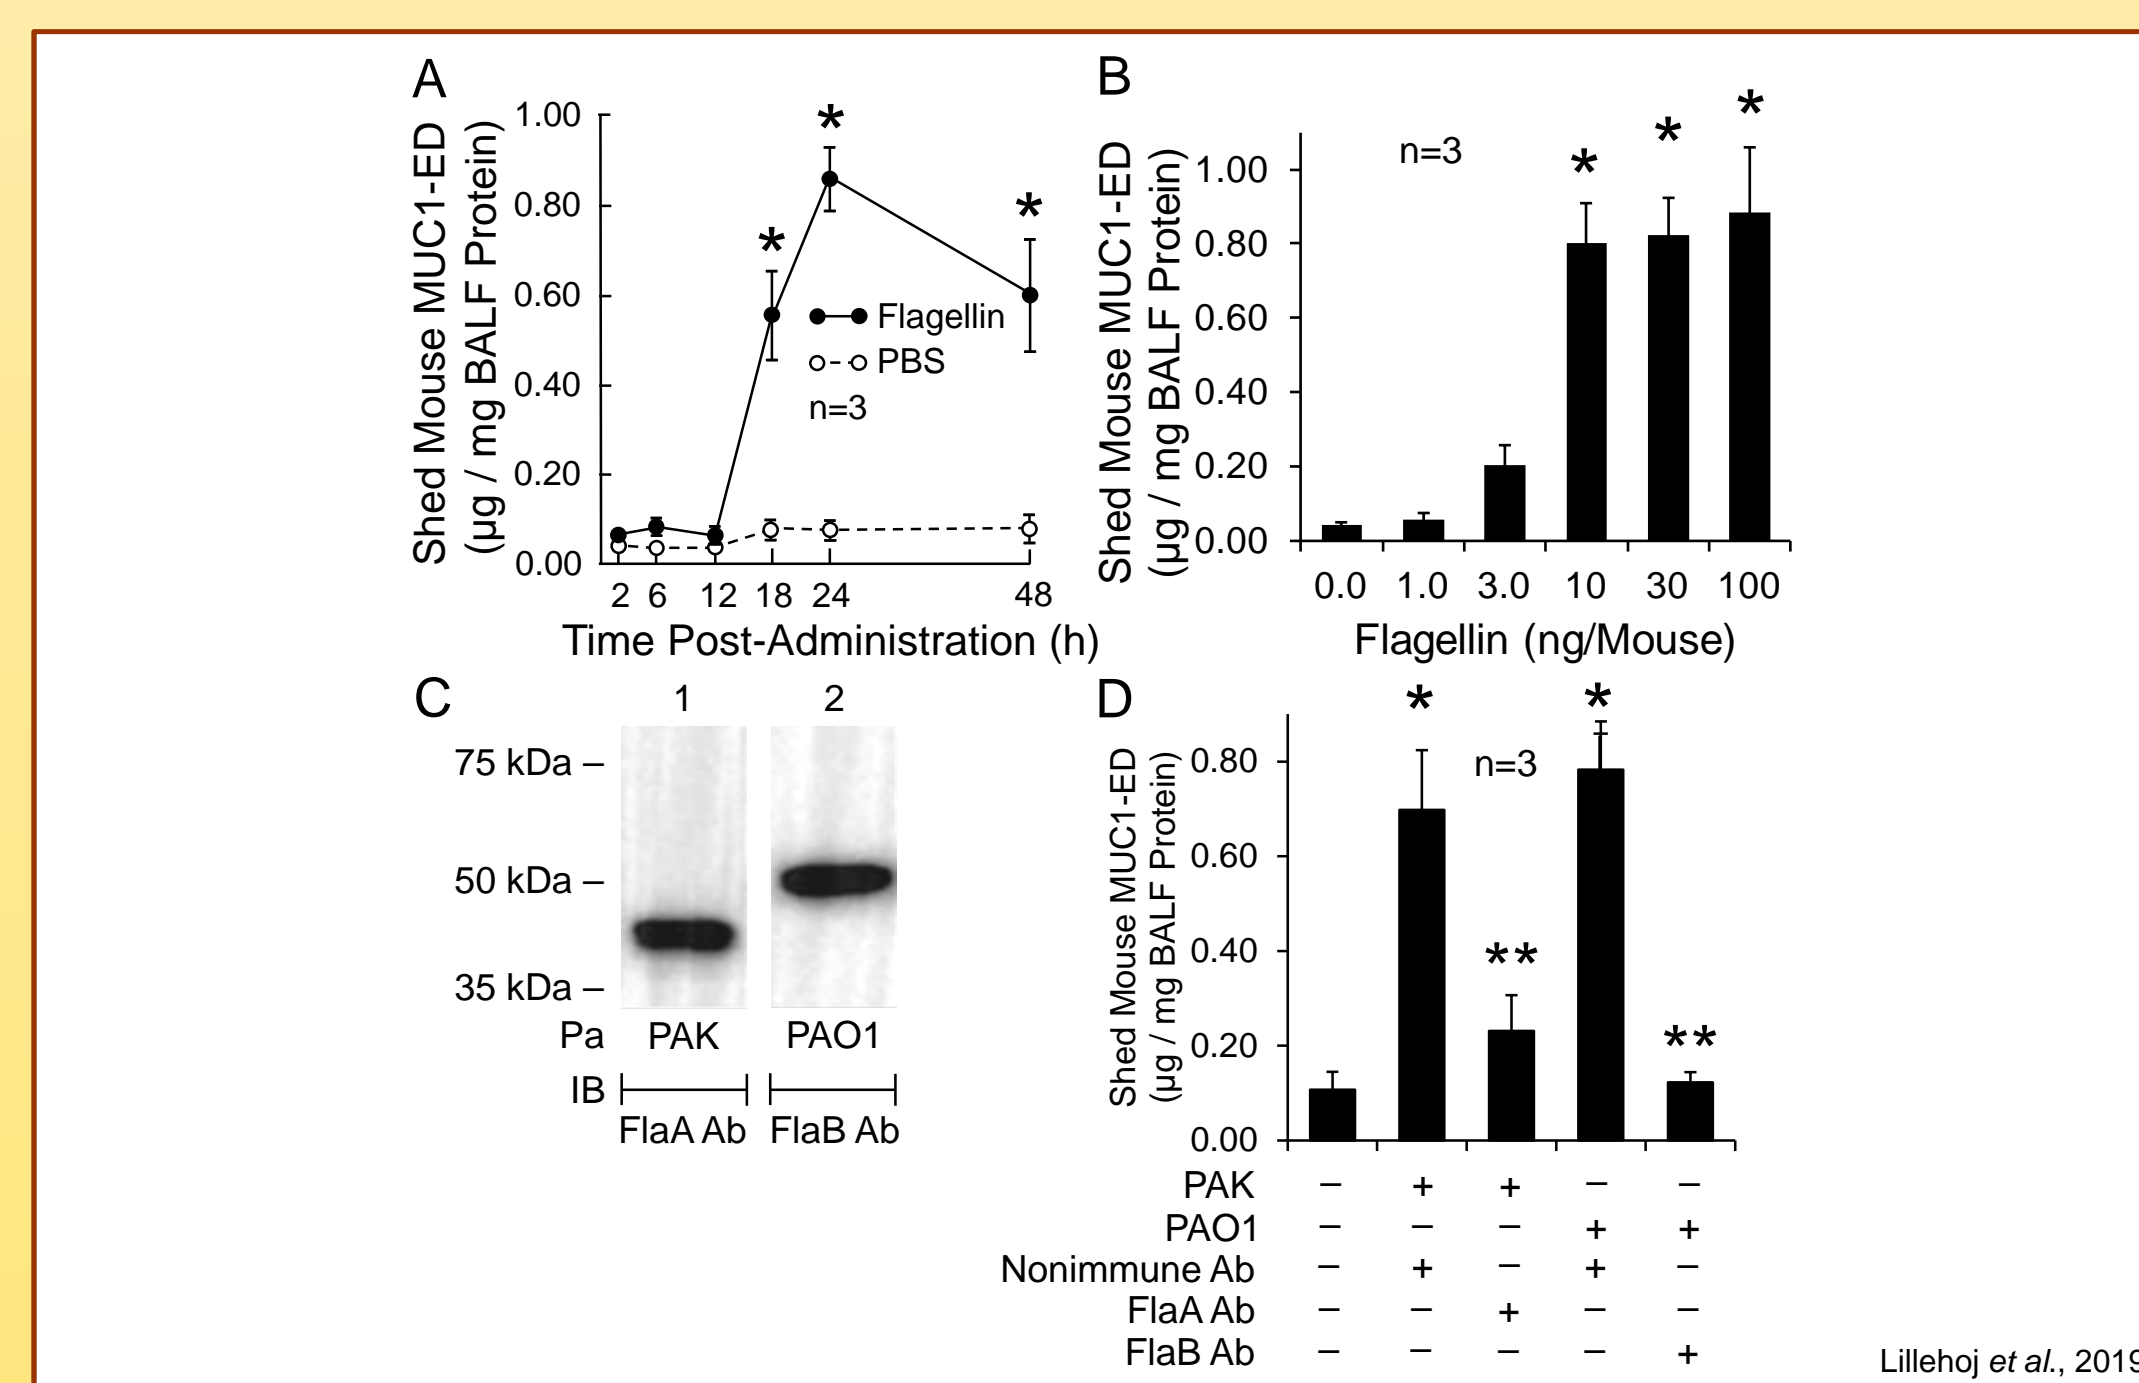 A
Shed Mouse MUC1-ED
(µg / mg BALF Protein)
1.00
0.80
0.60
0.40
0.20
0.00
*
*
*
Flagellin
PBS
n=3
2 6 12 18 24 48
Time Post-Administration (h)
B
Shed Mouse MUC1-ED
(µg / mg BALF Protein)
1.00
0.80
0.60
0.40
0.20
0.00
n=3
* * *
0.0 1.0 3.0 10 30 100
Flagellin (ng/Mouse)
C
1 2
75 kDa –
50 kDa –
35 kDa –
Pa PAK PAO1
IB
FlaA Ab FlaB Ab
D
Shed Mouse MUC1-ED
(µg / mg BALF Protein)
0.80
0.60
0.40
0.20
0.00
n=3
* ** * **
PAK – + + – –
PAO1 – – – + +
Nonimmune Ab – + – + –
FlaA Ab – – + – –
FlaB Ab – – – – +
Lillehoj et al., 2019